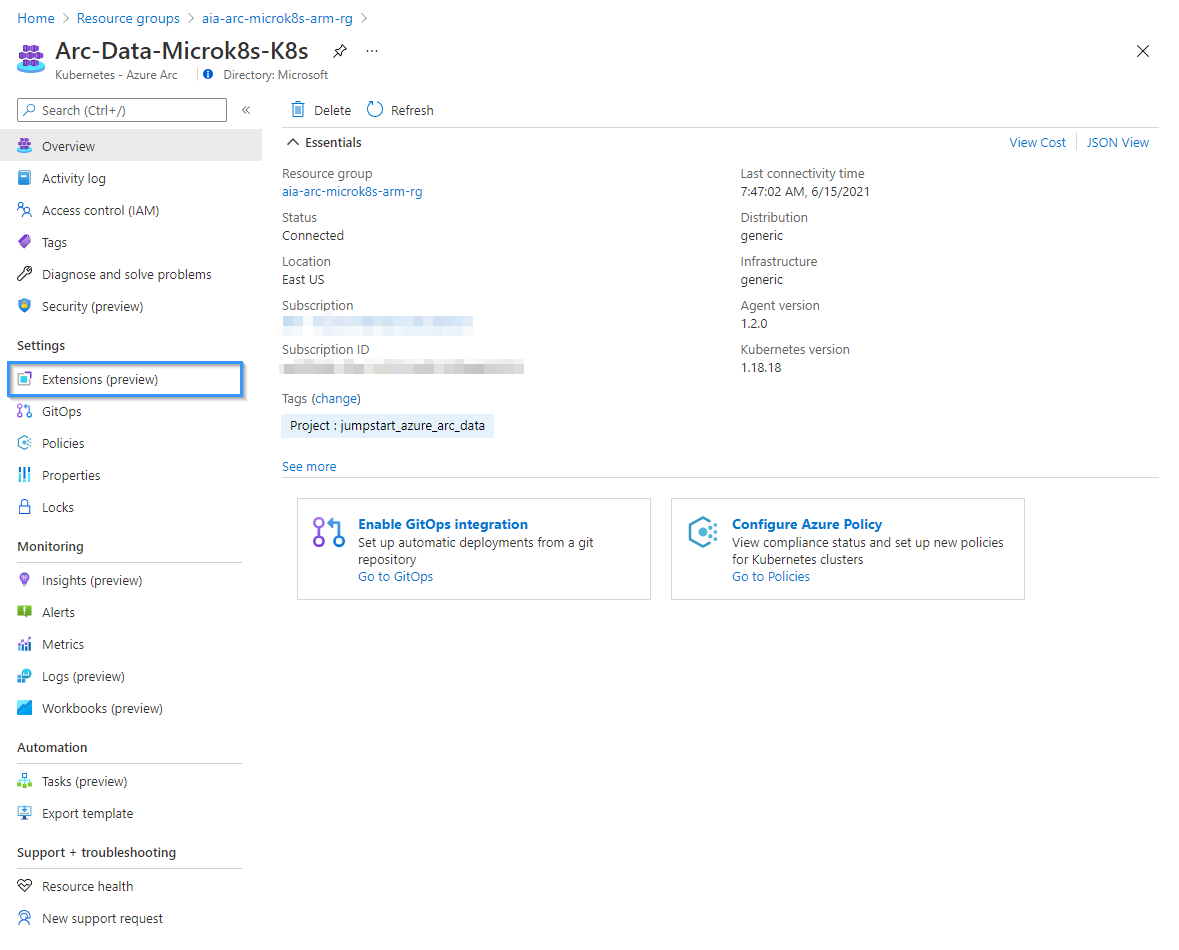 Home > Resource groups > aia-arc-microk8s-arm-rg >
Arc-Data-Microk8s-K8s ...
Kubernetes - Azure Arc
Directory: Microsoft
Search (Ctrl+/)
«
Overview
Activity log
Access control (IAM)
Tags
Diagnose and solve problems
Security (preview)
Settings
Extensions (preview)
GitOps
Policies
Properties
Locks
Monitoring
Insights (preview)
Alerts
Metrics
Logs (preview)
Workbooks (preview)
Automation
Tasks (preview)
Export template
Support + troubleshooting
Resource health
New support request
Delete
Refresh
Essentials
View Cost
JSON View
Resource group
aia-arc-microk8s-arm-rg
Status
Connected
Location
East US
Subscription
Subscription ID
Last connectivity time
7:47:02 AM, 6/15/2021
Distribution
generic
Infrastructure
generic
Agent version
1.2.0
Kubernetes version
1.18.18
Tags (change)
Project : jumpstart_azure_arc_data
See more
Enable GitOps integration
Set up automatic deployments from a git
repository
Go to GitOps
Configure Azure Policy
View compliance status and set up new policies
for Kubernetes clusters
Go to Policies